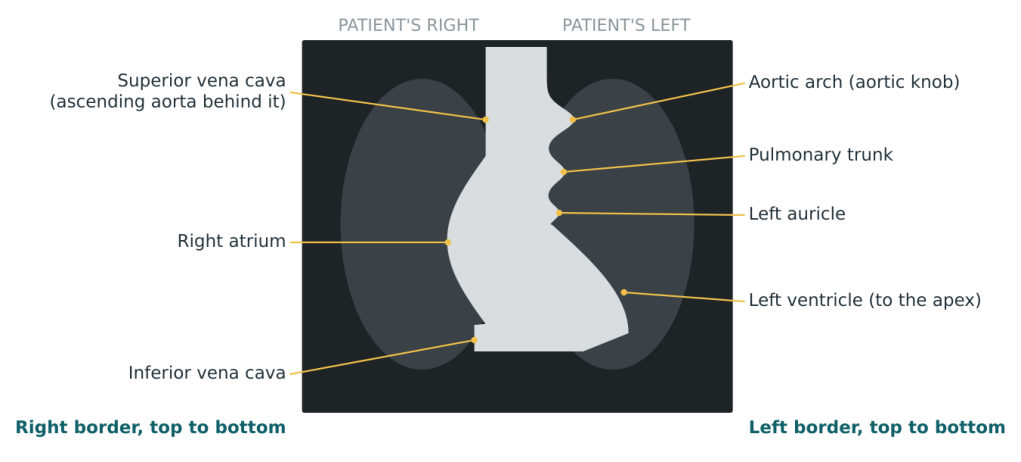 PATIENT'S RIGHT
PATIENT'S LEFT
Superior vena cava
(ascending aorta behind it)
Right atrium
Inferior vena cava
Right border, top to bottom
Aortic arch (aortic knob)
Pulmonary trunk
Left auricle
Left ventricle (to the apex)
Left border, top to bottom